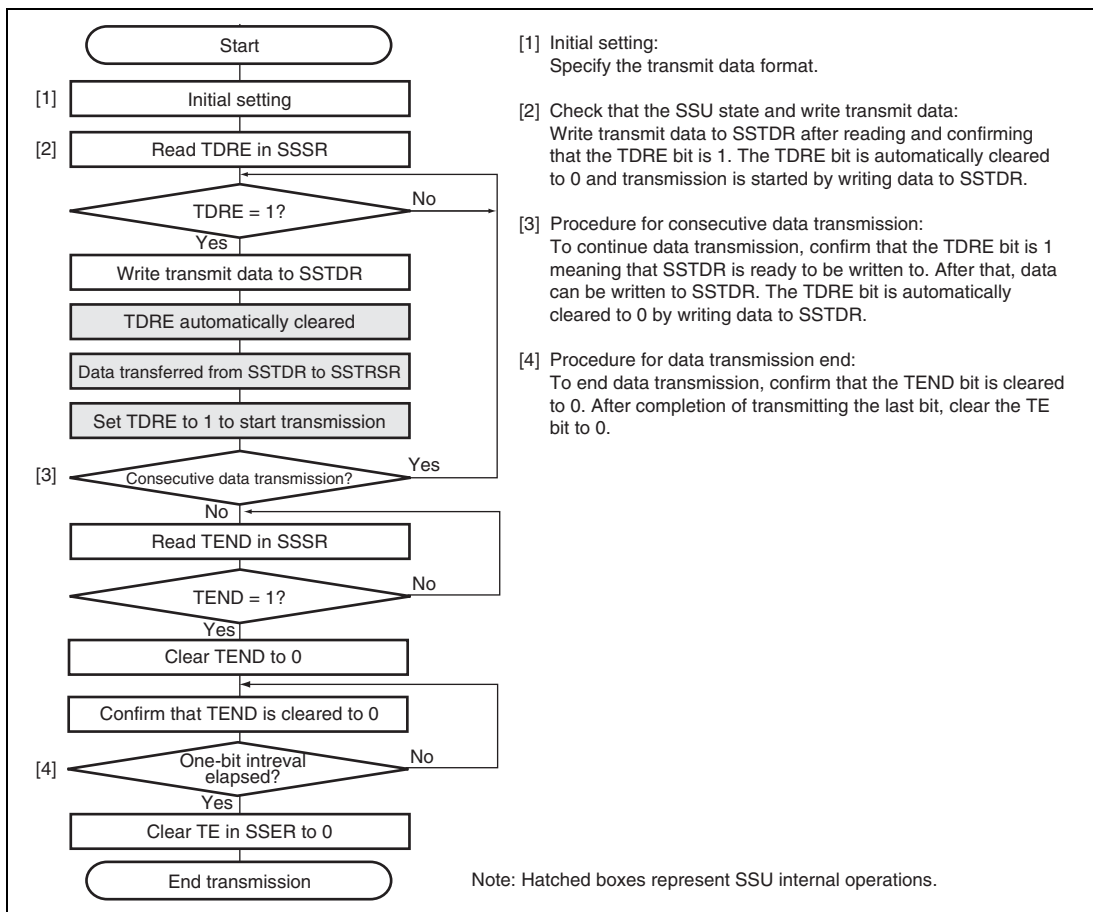 Start
[1] Initial setting
[2] Read TDRE in SSSR
TDRE = 1?
No
Yes
Write transmit data to SSTDR
TDRE automatically cleared
Data transferred from SSTDR to SSTRSR
Set TDRE to 1 to start transmission
[3] Consecutive data transmission?
Yes
No
Read TEND in SSSR
TEND = 1?
No
Yes
Clear TEND to 0
Confirm that TEND is cleared to 0
[4] One-bit intreval
elapsed?
No
Yes
Clear TE in SSER to 0
End transmission
[1] Initial setting:
Specify the transmit data format.
[2] Check that the SSU state and write transmit data:
Write transmit data to SSTDR after reading and confirming
that the TDRE bit is 1. The TDRE bit is automatically cleared
to 0 and transmission is started by writing data to SSTDR.
[3] Procedure for consecutive data transmission:
To continue data transmission, confirm that the TDRE bit is 1
meaning that SSTDR is ready to be written to. After that, data
can be written to SSTDR. The TDRE bit is automatically
cleared to 0 by writing data to SSTDR.
[4] Procedure for data transmission end:
To end data transmission, confirm that the TEND bit is cleared
to 0. After completion of transmitting the last bit, clear the TE
bit to 0.
Note: Hatched boxes represent SSU internal operations.